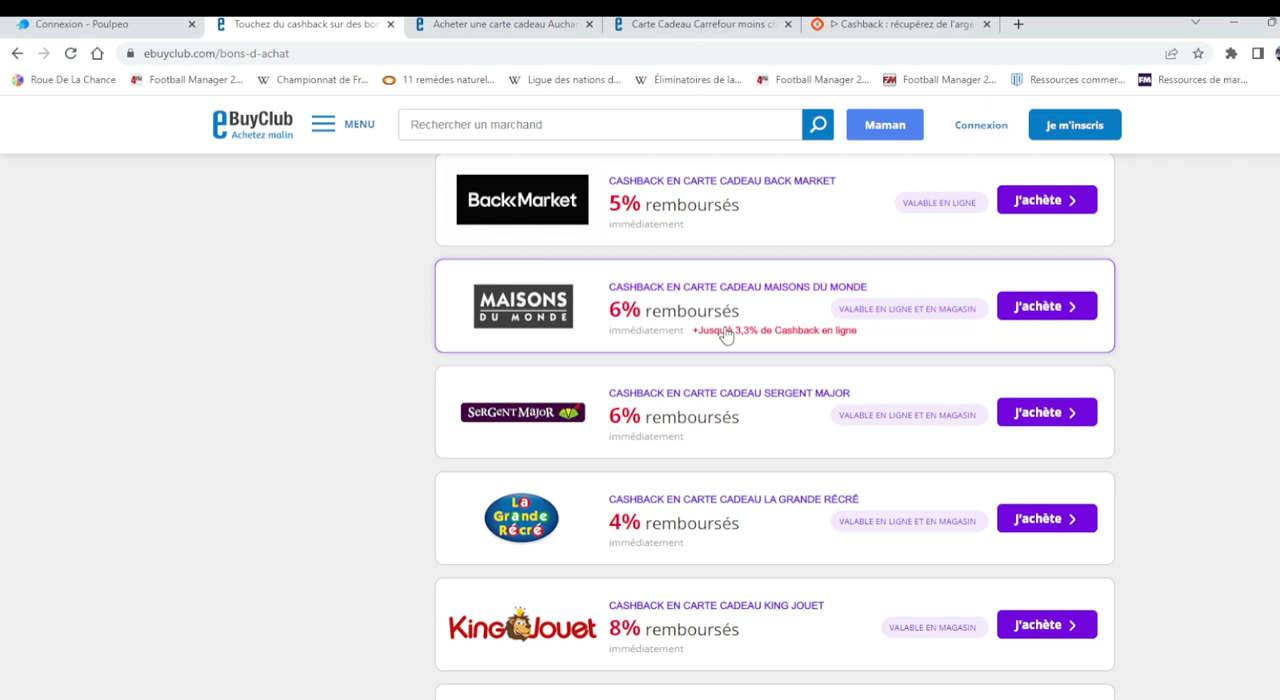 Connexion - Poulpeo
Touchez du cashback sur des bon
Acheter une carte cadeau Aucha
Carte Cadeau Carrefour moins ch
▷ Cashback : récupérez de l'arge
ebuyclub.com/bons-d-achat
Roue De La Chance
Football Manager 2...
Championnat de Fr...
11 remèdes naturel...
Ligue des nations d...
Éliminatoires de la...
Football Manager 2...
Football Manager 2...
Ressources commer...
Ressources de mar...
eBuyClub
Achetez malin
MENU
Rechercher un marchand
Maman
Connexion
Je m'inscris
BackMarket
CASHBACK EN CARTE CADEAU BACK MARKET
5% remboursés
immédiatement
VALABLE EN LIGNE
J'achète
MAISONS
DU MONDE
CASHBACK EN CARTE CADEAU MAISONS DU MONDE
6% remboursés
immédiatement +Jusqu'à 3,3% de Cashback en ligne
VALABLE EN LIGNE ET EN MAGASIN
J'achète
SERGENT MAJOR
CASHBACK EN CARTE CADEAU SERGENT MAJOR
6% remboursés
immédiatement
VALABLE EN LIGNE ET EN MAGASIN
J'achète
La
Grande
Récré
CASHBACK EN CARTE CADEAU LA GRANDE RÉCRÉ
4% remboursés
immédiatement
VALABLE EN LIGNE ET EN MAGASIN
J'achète
King Jouet
CASHBACK EN CARTE CADEAU KING JOUET
8% remboursés
immédiatement
VALABLE EN MAGASIN
J'achète